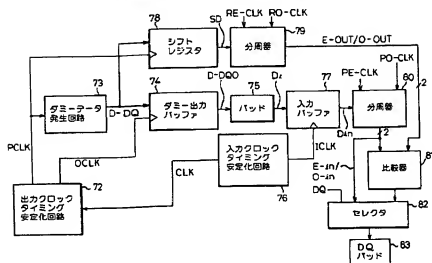 78
シフト
レジスタ
SD
RE-CLK
RO-CLK
分周器
79
E-OUT/O-OUT
PO-CLK
73
ダミーデータ
発生回路
D-DQ
74
ダミー出力
バッファ
D-DQO
75
パッド
77
入力
バッファ
PE-CLK
80
分周器
2
2
PCLK
OCLK
CLK
ICLK
72
出力クロック
タイミング
安定化回路
入力クロック
タイミング
安定化回路
76
E-in/
O-in
DQ
比較器
セレクタ
82
DQ
パッド
83